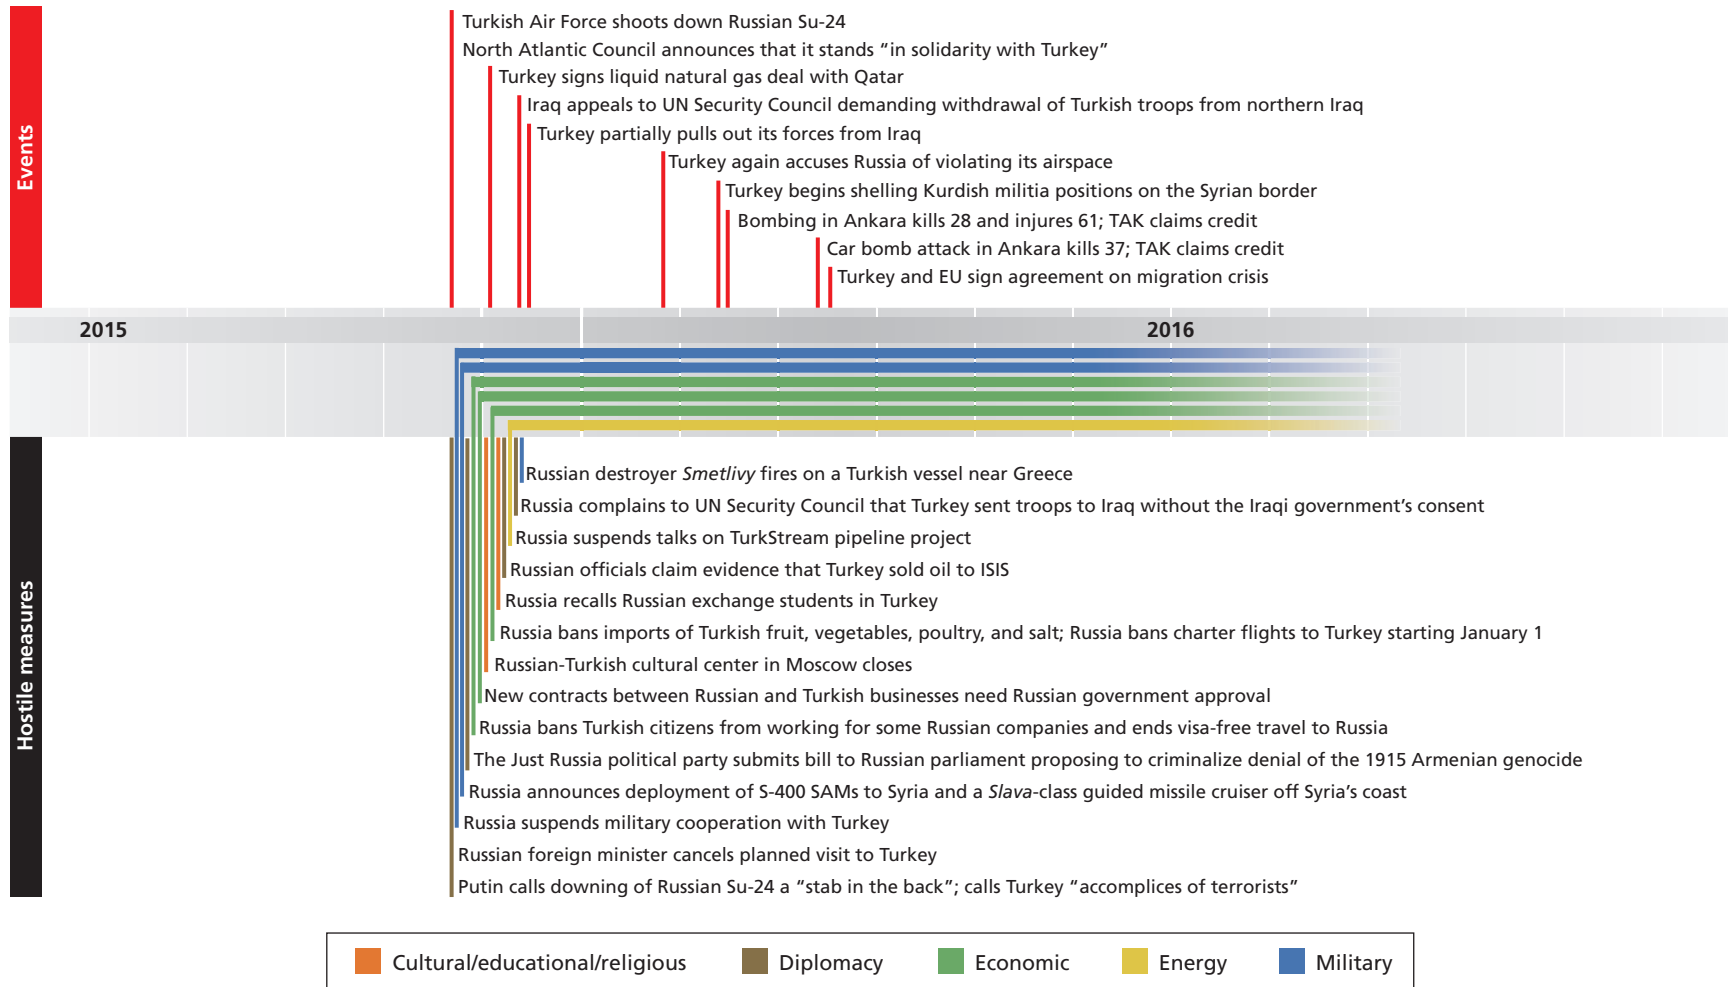 Events
Turkish Air Force shoots down Russian Su-24
North Atlantic Council announces that it stands “in solidarity with Turkey”
Turkey signs liquid natural gas deal with Qatar
Iraq appeals to UN Security Council demanding withdrawal of Turkish troops from northern Iraq
Turkey partially pulls out its forces from Iraq
Turkey again accuses Russia of violating its airspace
Turkey begins shelling Kurdish militia positions on the Syrian border
Bombing in Ankara kills 28 and injures 61; TAK claims credit
Car bomb attack in Ankara kills 37; TAK claims credit
Turkey and EU sign agreement on migration crisis
2015 2016
Hostile measures
Russian destroyer Smetlivy fires on a Turkish vessel near Greece
Russia complains to UN Security Council that Turkey sent troops to Iraq without the Iraqi government’s consent
Russia suspends talks on TurkStream pipeline project
Russian officials claim evidence that Turkey sold oil to ISIS
Russia recalls Russian exchange students in Turkey
Russia bans imports of Turkish fruit, vegetables, poultry, and salt; Russia bans charter flights to Turkey starting January 1
Russian-Turkish cultural center in Moscow closes
New contracts between Russian and Turkish businesses need Russian government approval
Russia bans Turkish citizens from working for some Russian companies and ends visa-free travel to Russia
The Just Russia political party submits bill to Russian parliament proposing to criminalize denial of the 1915 Armenian genocide
Russia announces deployment of S-400 SAMs to Syria and a Slava-class guided missile cruiser off Syria’s coast
Russia suspends military cooperation with Turkey
Russian foreign minister cancels planned visit to Turkey
Putin calls downing of Russian Su-24 a “stab in the back”; calls Turkey “accomplices of terrorists”
Cultural/educational/religious Diplomacy Economic Energy Military